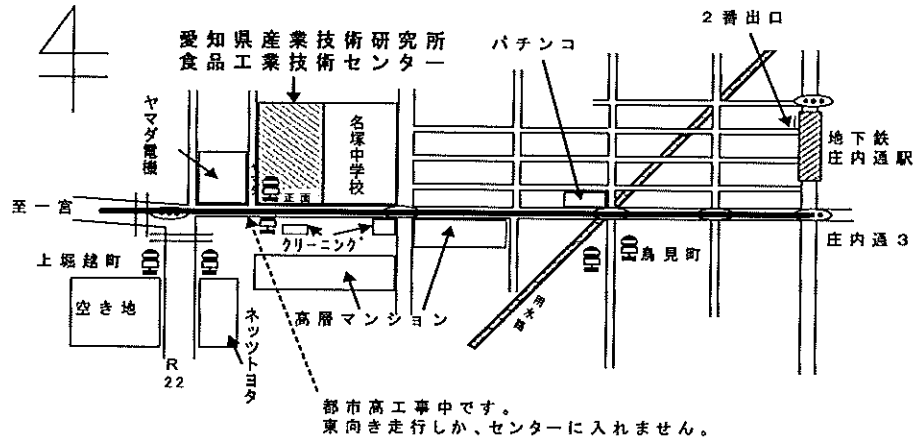 ２番出口
愛知県産業技術研究所
食品工業技術センター
パチンコ
ヤマダ電機
名塚中学校
地下鉄
庄内通駅
正面
至一宮
クリーニング
庄内通３
上堀越町
鳥見町
空き地
高層マンション
用水路
ネッツトヨタ
R
22
都市高工事中です。
東向き走行しか、センターに入れません。